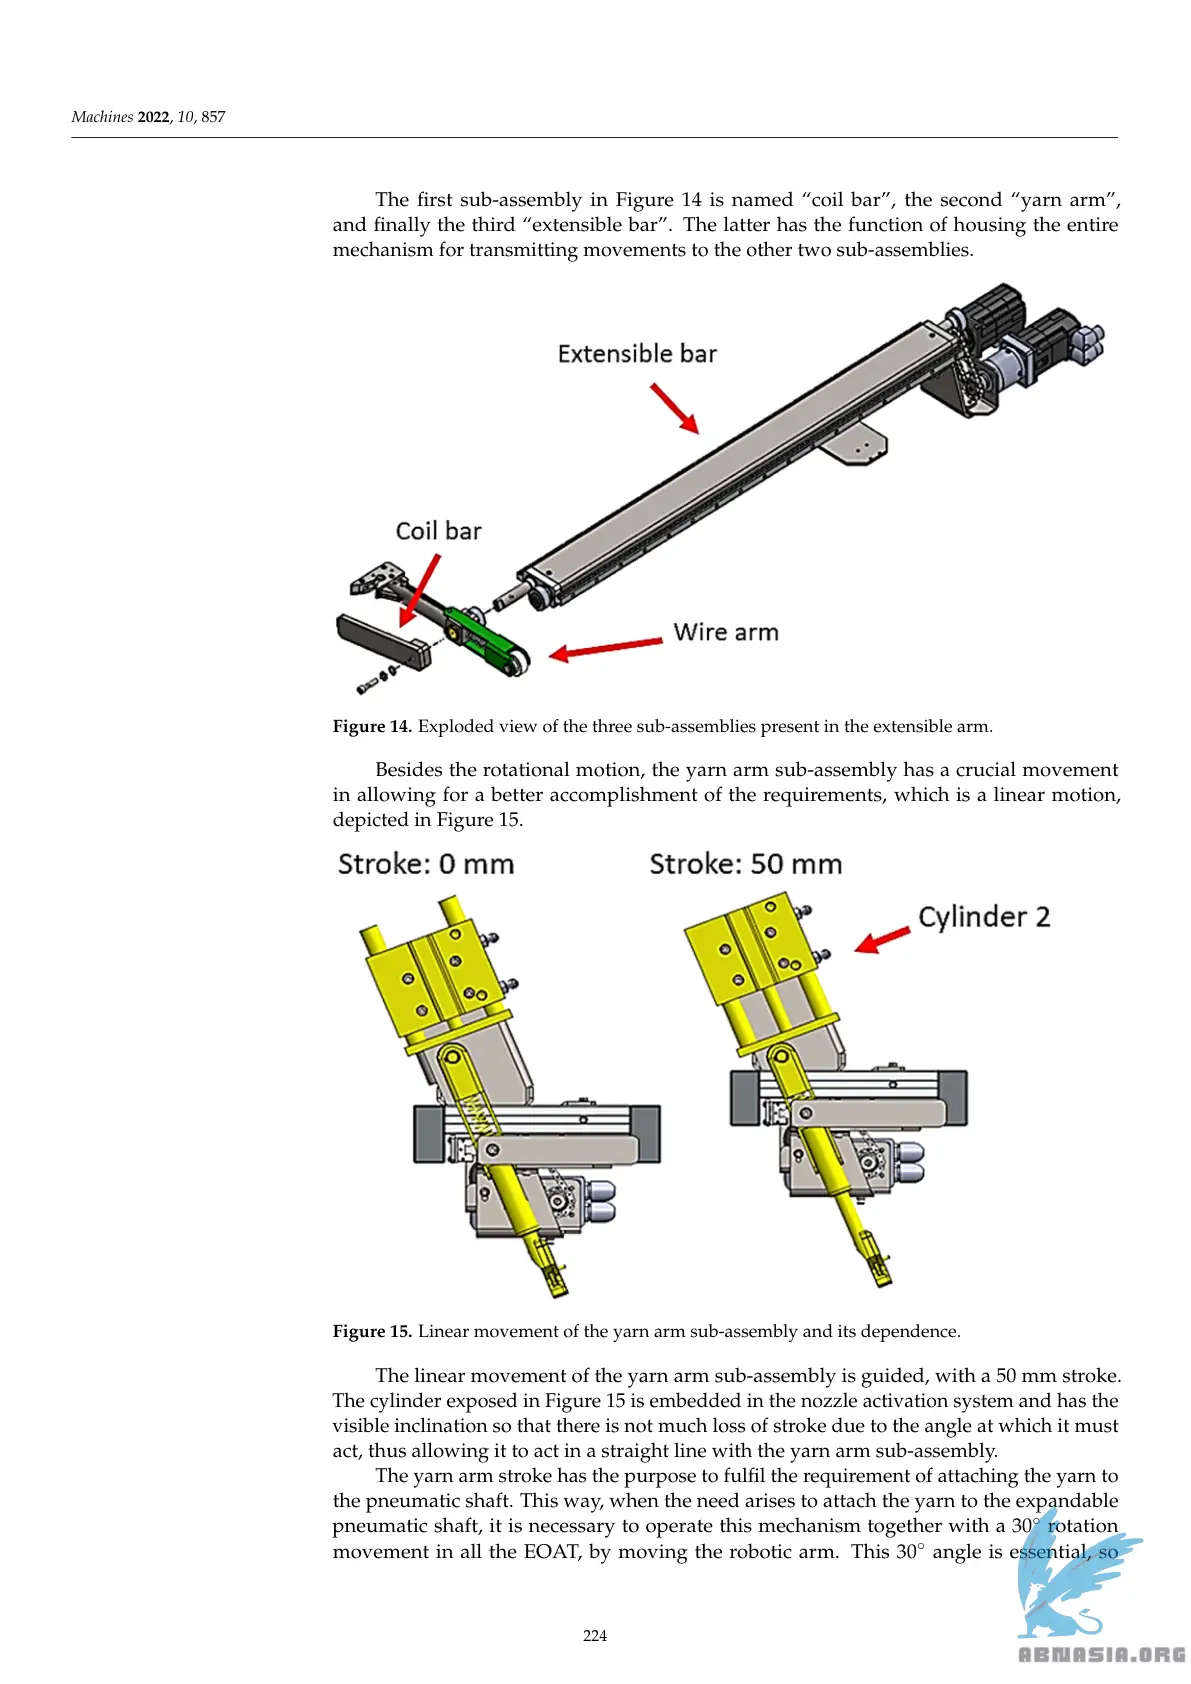 Machines 2022, 10, 857
The first sub-assembly in Figure 14 is named “coil bar”, the second “yarn arm”,
and finally the third “extensible bar”. The latter has the function of housing the entire
mechanism for transmitting movements to the other two sub-assemblies.
Extensible bar
Coil bar
Wire arm
Figure 14. Exploded view of the three sub-assemblies present in the extensible arm.
Besides the rotational motion, the yarn arm sub-assembly has a crucial movement
in allowing for a better accomplishment of the requirements, which is a linear motion,
depicted in Figure 15.
Stroke: 0 mm
Stroke: 50 mm
Cylinder 2
Figure 15. Linear movement of the yarn arm sub-assembly and its dependence.
The linear movement of the yarn arm sub-assembly is guided, with a 50 mm stroke.
The cylinder exposed in Figure 15 is embedded in the nozzle activation system and has the
visible inclination so that there is not much loss of stroke due to the angle at which it must
act, thus allowing it to act in a straight line with the yarn arm sub-assembly.
The yarn arm stroke has the purpose to fulfil the requirement of attaching the yarn to
the pneumatic shaft. This way, when the need arises to attach the yarn to the expandable
pneumatic shaft, it is necessary to operate this mechanism together with a 30° rotation
movement in all the EOAT, by moving the robotic arm. This 30° angle is essential, so
224
ABNASIA.ORG